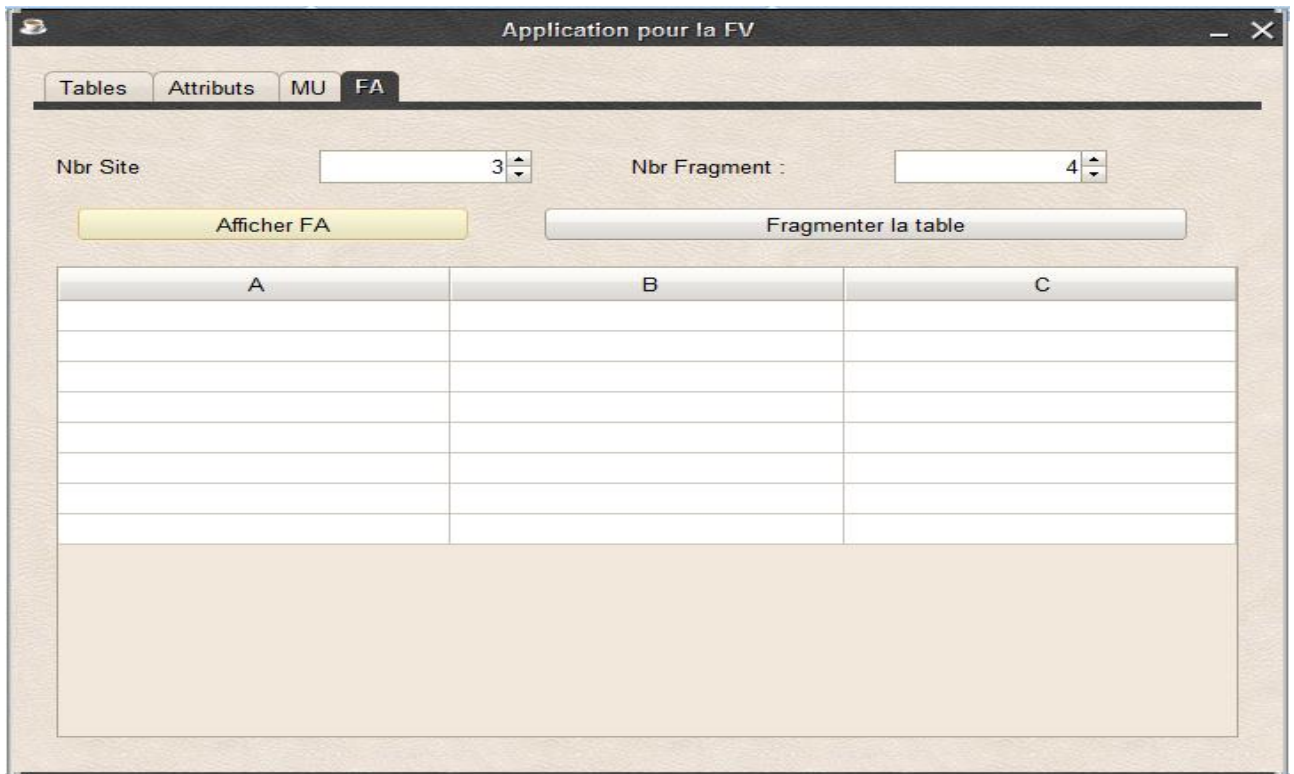 Application pour la FV
Tables Attributs MU FA
Nbr Site 3 Nbr Fragment : 4
Afficher FA Fragmenter la table
A B C